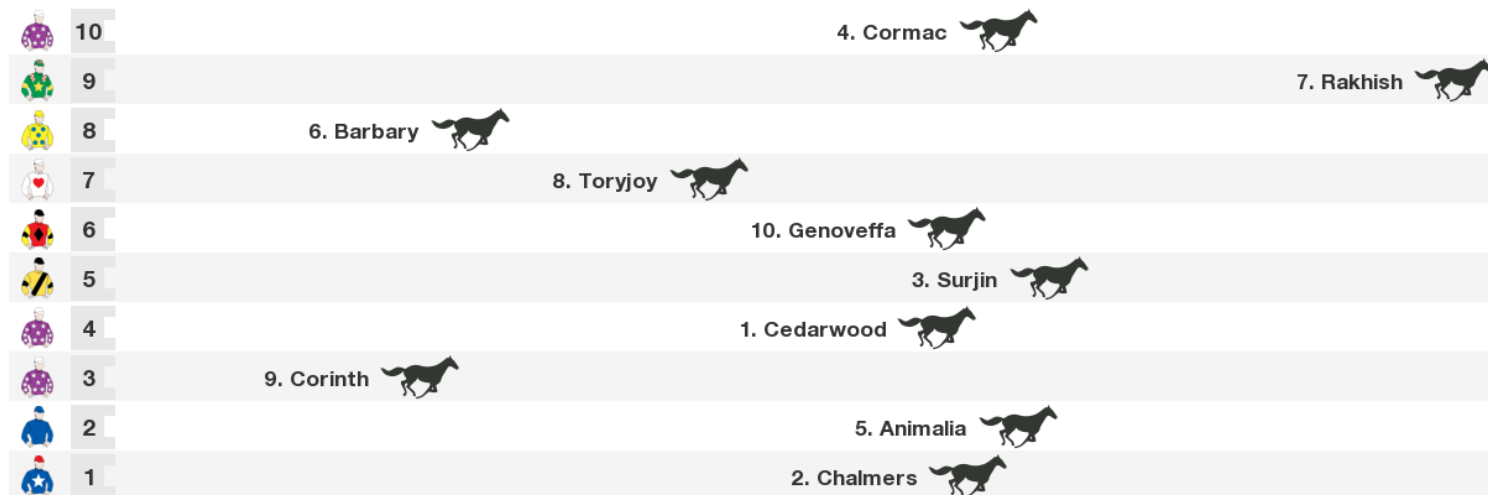 10 4. Cormac
9 7. Rakhish
8 6. Barbary
7 8. Toryjoy
6 10. Genoveffa
5 3. Surjin
4 1. Cedarwood
3 9. Corinth
2 5. Animalia
1 2. Chalmers